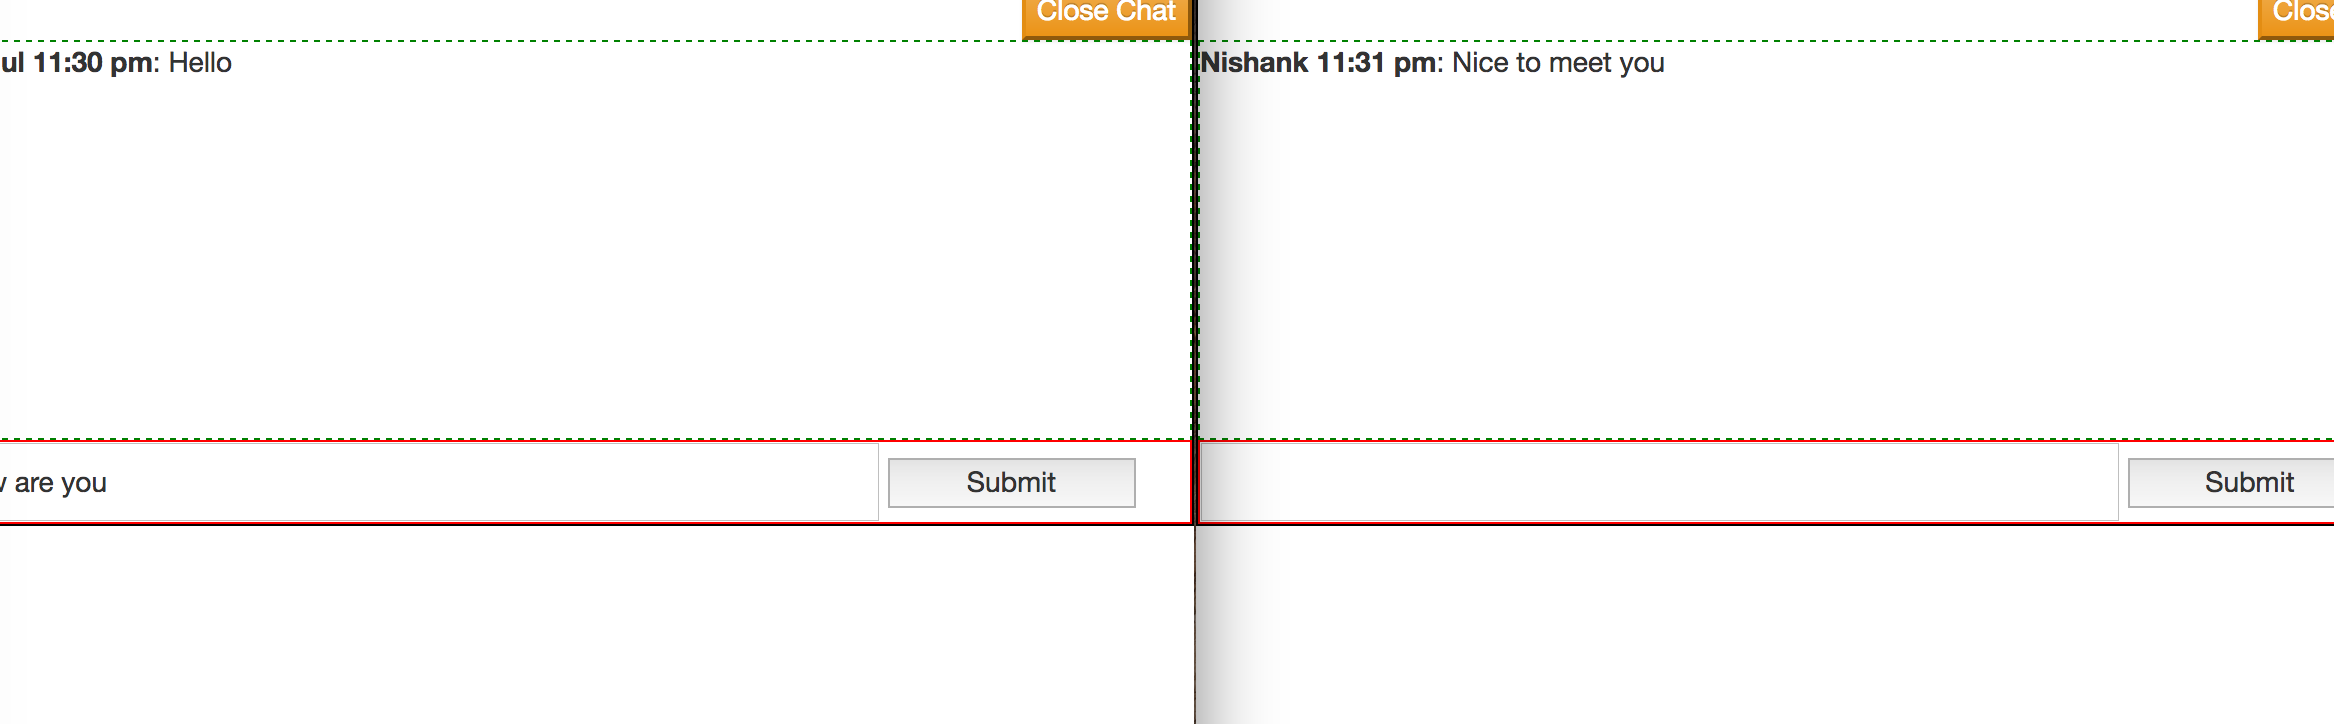 Close Chat
ul 11:30 pm: Hello
are you
Submit
Clos
Nishank 11:31 pm: Nice to meet you
Submit